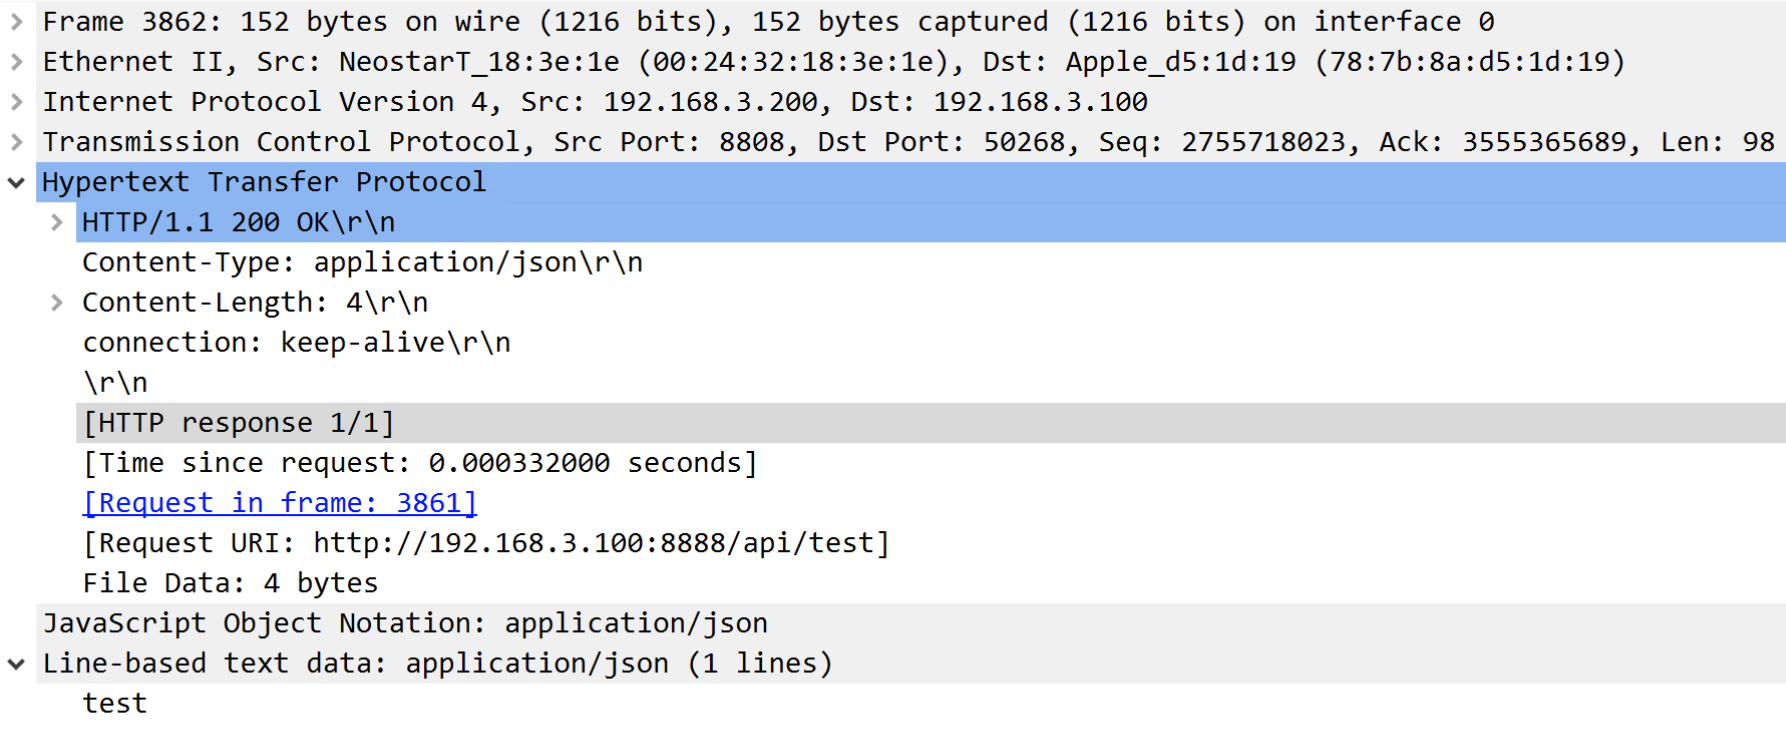 Frame 3862: 152 bytes on wire (1216 bits), 152 bytes captured (1216 bits) on interface 0
Ethernet II, Src: NeostarT_18:3e:1e (00:24:32:18:3e:1e), Dst: Apple_d5:1d:19 (78:7b:8a:d5:1d:19)
Internet Protocol Version 4, Src: 192.168.3.200, Dst: 192.168.3.100
Transmission Control Protocol, Src Port: 8808, Dst Port: 50268, Seq: 2755718023, Ack: 3555365689, Len: 98
Hypertext Transfer Protocol
HTTP/1.1 200 OK\r\n
Content-Type: application/json\r\n
Content-Length: 4\r\n
connection: keep-alive\r\n
\r\n
[HTTP response 1/1]
[Time since request: 0.000332000 seconds]
[Request in frame: 3861]
[Request URI: http://192.168.3.100:8888/api/test]
File Data: 4 bytes
JavaScript Object Notation: application/json
Line-based text data: application/json (1 lines)
test